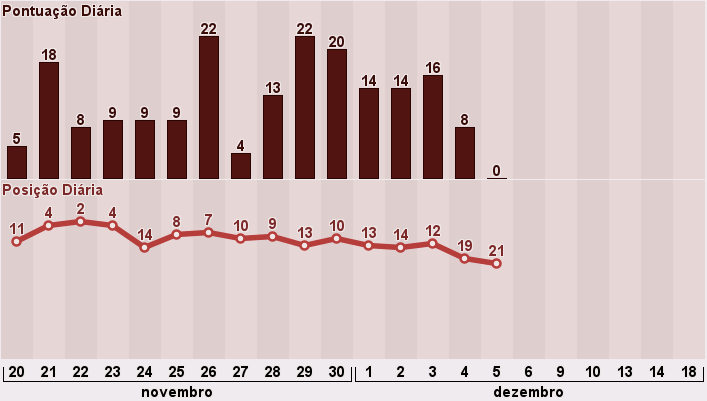 Pontuação Diária
5 18 8 9 9 9 22 4 13 22 20 14 14 16 8 0
Posição Diária
11 4 2 4 14 8 7 10 9 13 10 13 14 12 19 21
20 21 22 23 24 25 26 27 28 29 30 1 2 3 4 5 6 9 10 13 14 18
novembro dezembro